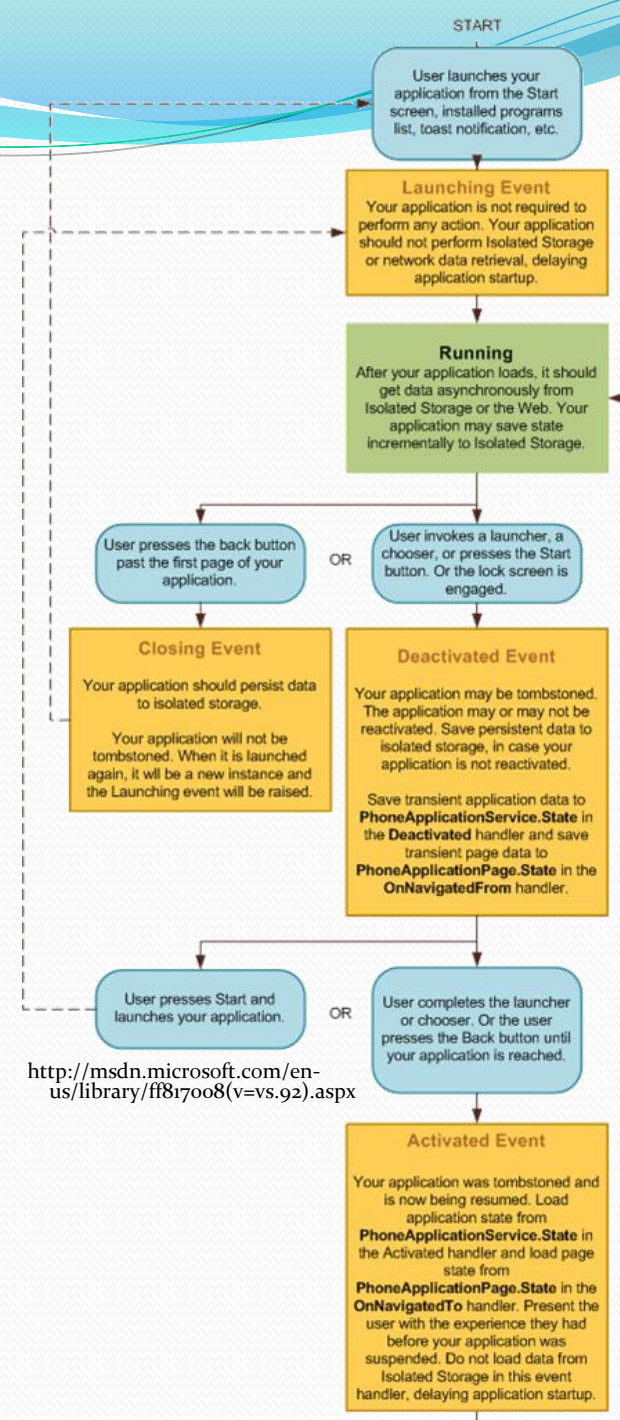 START
User launches your
application from the Start
screen, installed programs
list, toast notification, etc.
Launching Event
Your application is not required to
perform any action. Your application
should not perform Isolated Storage
or network data retrieval, delaying
application startup.
Running
After your application loads, it should
get data asynchronously from
Isolated Storage or the Web. Your
application may save state
incrementally to Isolated Storage.
User presses the back button
past the first page of your
application.
OR
User invokes a launcher, a
chooser, or presses the Start
button. Or the lock screen is
engaged.
Closing Event
Your application should persist data
to isolated storage.
Your application will not be
tombstoned. When it is launched
again, it wll be a new instance and
the Launching event will be raised.
Deactivated Event
Your application may be tombstoned.
The application may or may not be
reactivated. Save persistent data to
isolated storage, in case your
application is not reactivated.
Save transient application data to
PhoneApplicationService.State in
the Deactivated handler and save
transient page data to
PhoneApplicationPage.State in the
OnNavigatedFrom handler.
User presses Start and
launches your application.
OR
User completes the launcher
or chooser. Or the user
presses the Back button until
your application is reached.
http://msdn.microsoft.com/en-
us/library/ff817008(v=vs.92).aspx
Activated Event
Your application was tombstoned and
is now being resumed. Load
application state from
PhoneApplicationService.State in
the Activated handler and load page
state from
PhoneApplicationPage.State in the
OnNavigatedTo handler. Present the
user with the experience they had
before your application was
suspended. Do not load data from
Isolated Storage in this event
handler, delaying application startup.